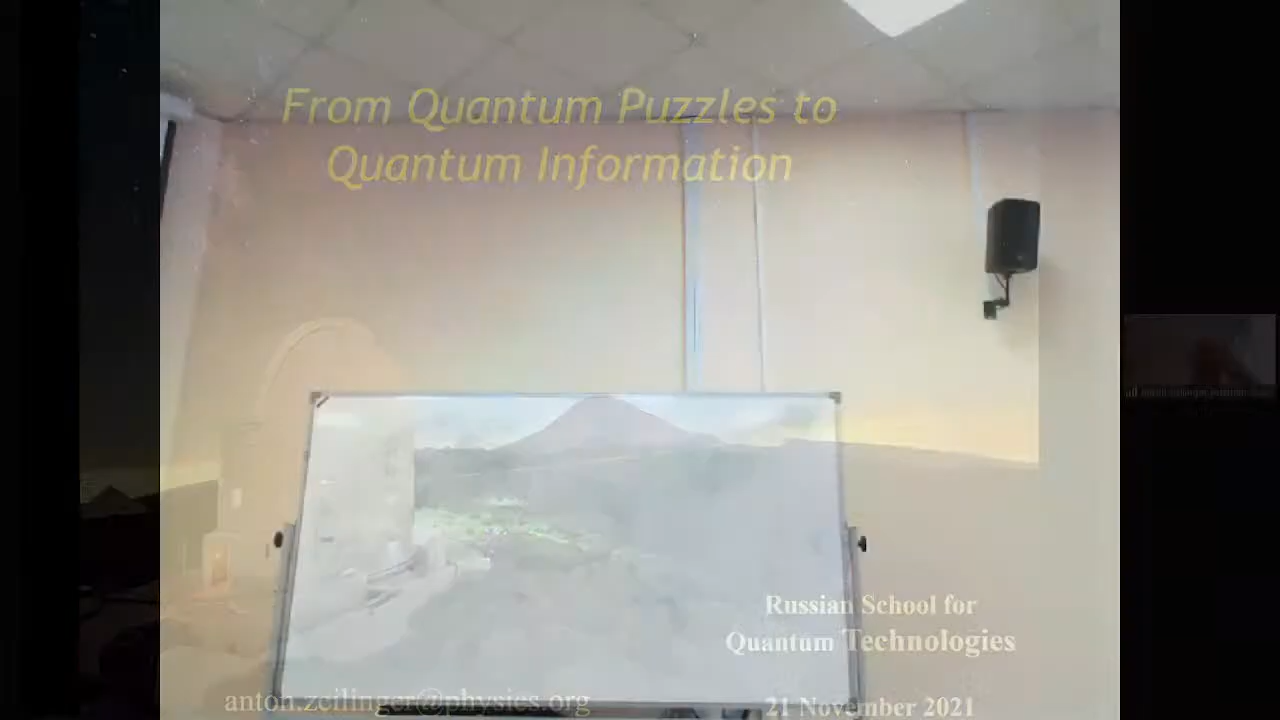 From Quantum Puzzles to
Quantum Information
Russian School for
Quantum Technologies
anton.zeilinger@physics.org
21 November 2021